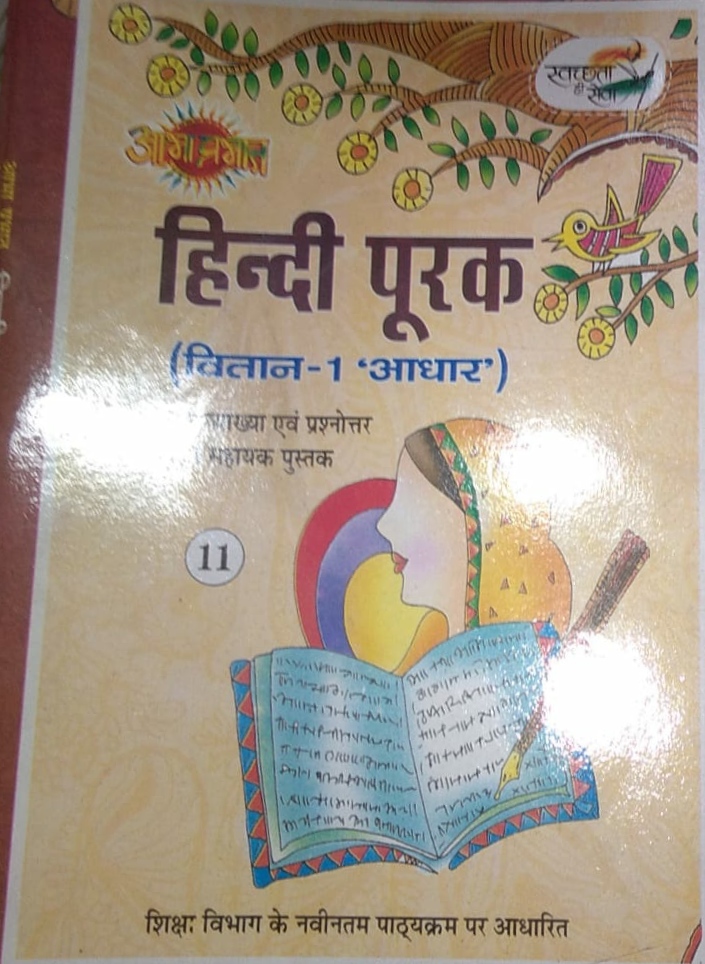 स्वच्छता
ही
सेवा
हिन्दी पूरक
(वितान-1 'आधार')
एवं प्रश्नोत्तर
सहायक पुस्तक
11
शिक्षा विभाग के नवीनतम पाठ्यक्रम पर आधारित